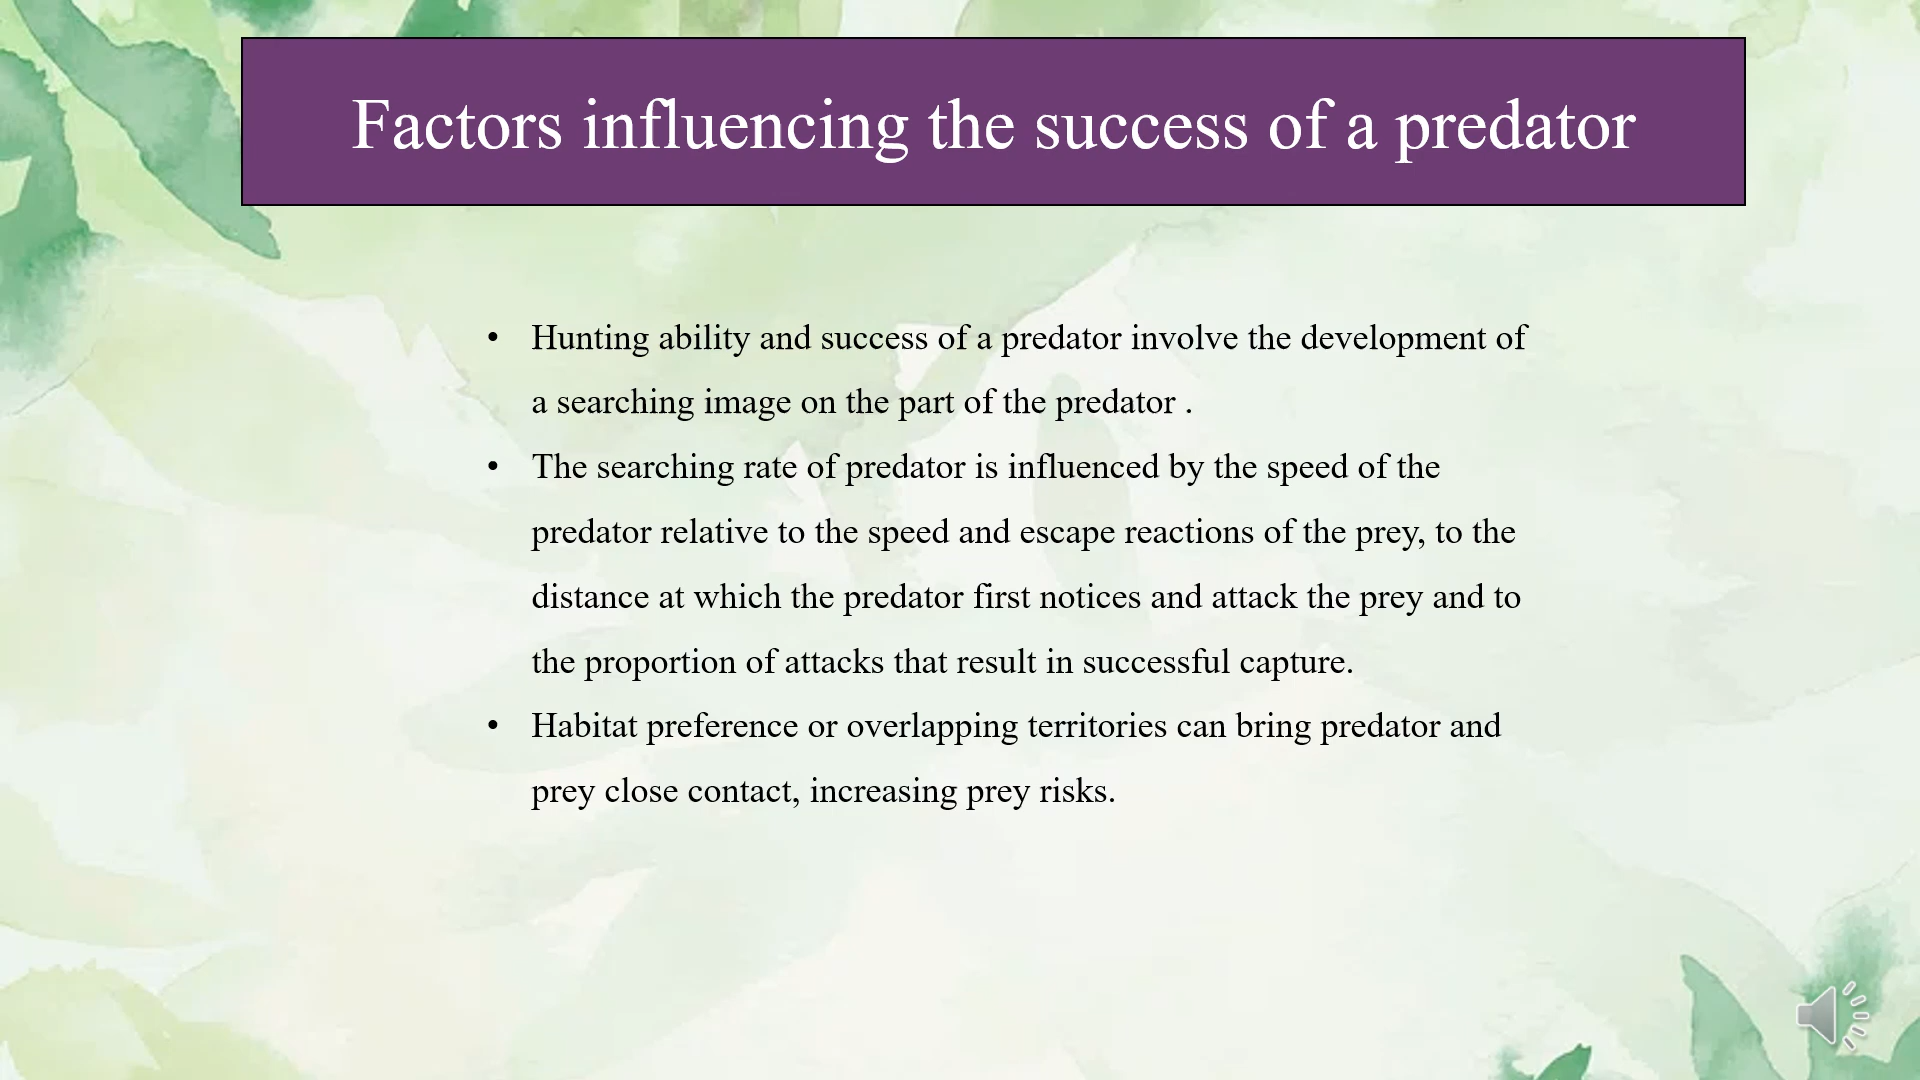 Factors influencing the success of a predator
• Hunting ability and success of a predator involve the development of
a searching image on the part of the predator .
• The searching rate of predator is influenced by the speed of the
predator relative to the speed and escape reactions of the prey, to the
distance at which the predator first notices and attack the prey and to
the proportion of attacks that result in successful capture.
• Habitat preference or overlapping territories can bring predator and
prey close contact, increasing prey risks.